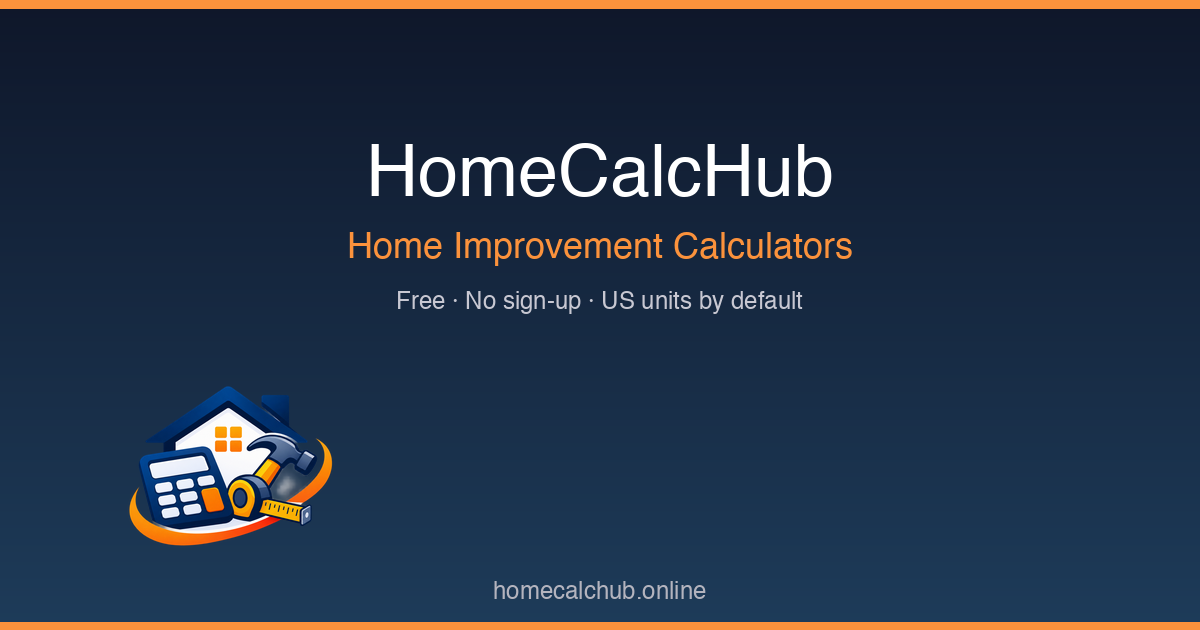 HomeCalcHub
Home Improvement Calculators
Free · No sign-up · US units by default
homecalchub.online